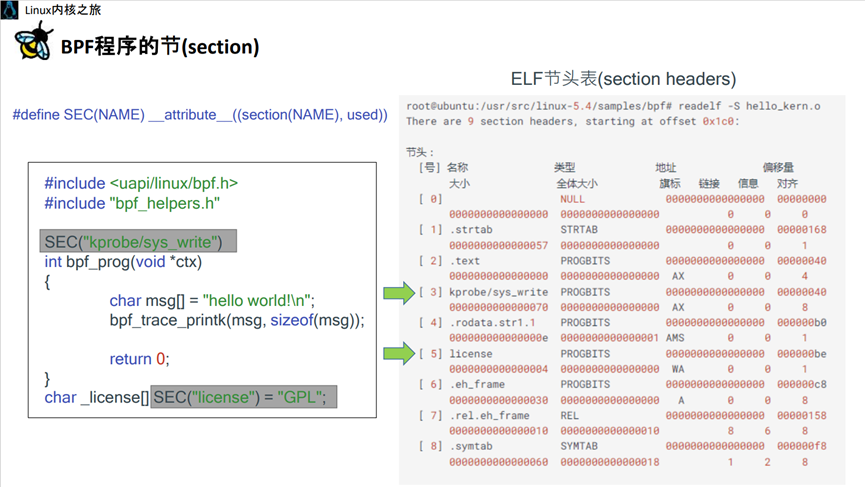 Linux内核之旅
BPF程序的节(section)
#define SEC(NAME) __attribute__((section(NAME), used))
#include <uapi/linux/bpf.h>
#include "bpf_helpers.h"
SEC("kprobe/sys_write")
int bpf_prog(void *ctx)
{
char msg[] = "hello world!\n";
bpf_trace_printk(msg, sizeof(msg));
return 0;
}
char _license[] SEC("license") = "GPL";
ELF节头表(section headers)
root@ubuntu:/usr/src/linux-5.4/samples/bpf# readelf -S hello_kern.o
There are 9 section headers, starting at offset 0x1c0:
节头：
[号] 名称 类型 地址 偏移量
大小 全体大小 旗标 链接 信息 对齐
[ 0] NULL 0000000000000000 00000000
0000000000000000 0000000000000000 0 0 0
[ 1] .strtab STRTAB 0000000000000000 00000168
0000000000000057 0000000000000000 0 0 1
[ 2] .text PROGBITS 0000000000000000 00000040
0000000000000000 0000000000000000 AX 0 0 4
[ 3] kprobe/sys_write PROGBITS 0000000000000000 00000040
0000000000000070 0000000000000000 AX 0 0 8
[ 4] .rodata.str1.1 PROGBITS 0000000000000000 000000b0
000000000000000e 0000000000000001 AMS 0 0 1
[ 5] license PROGBITS 0000000000000000 000000be
0000000000000004 0000000000000000 WA 0 0 1
[ 6] .eh_frame PROGBITS 0000000000000000 000000c8
0000000000000030 0000000000000000 A 0 0 8
[ 7] .rel.eh_frame REL 0000000000000000 00000158
0000000000000010 0000000000000010 8 6 8
[ 8] .symtab SYMTAB 0000000000000000 000000f8
0000000000000060 0000000000000018 1 2 8